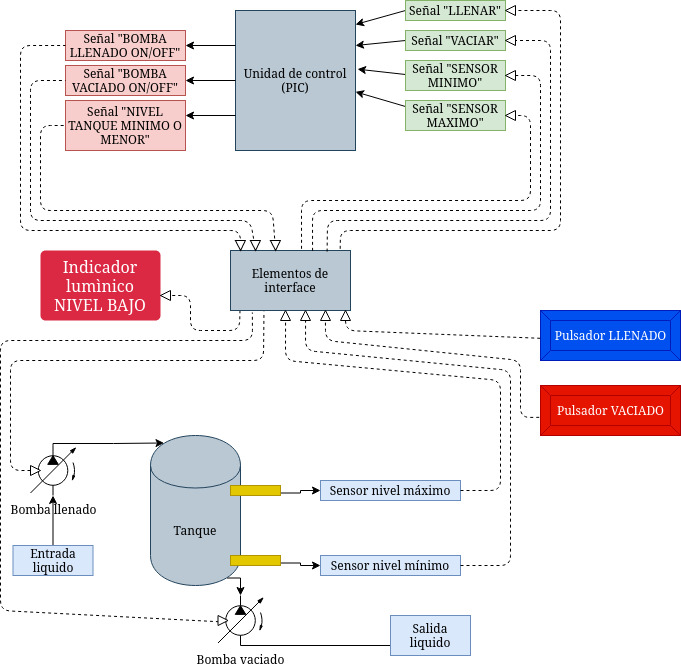 Señal "BOMBA
LLENADO ON/OFF"
Señal "BOMBA
VACIADO ON/OFF"
Señal "NIVEL
TANQUE MINIMO O
MENOR"
Unidad de control
(PIC)
Señal "LLENAR"
Señal "VACIAR"
Señal "SENSOR
MINIMO"
Señal "SENSOR
MAXIMO"
Indicador
lumìnico
NIVEL BAJO
Elementos de
interface
Pulsador LLENADO
Pulsador VACIADO
Bomba llenado
Entrada
liquido
Tanque
Sensor nivel máximo
Sensor nivel mínimo
Salida
liquido
Bomba vaciado